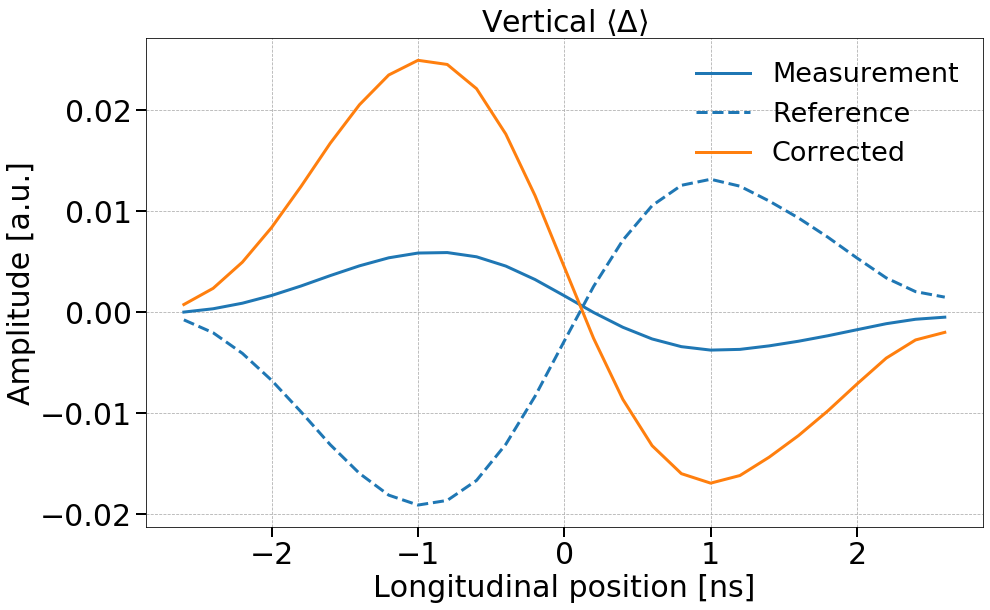 Vertical ⟨Δ⟩
Measurement
Reference
Corrected
Amplitude [a.u.]
0.02
0.01
0.00
−0.01
−0.02
−2 −1 0 1 2
Longitudinal position [ns]